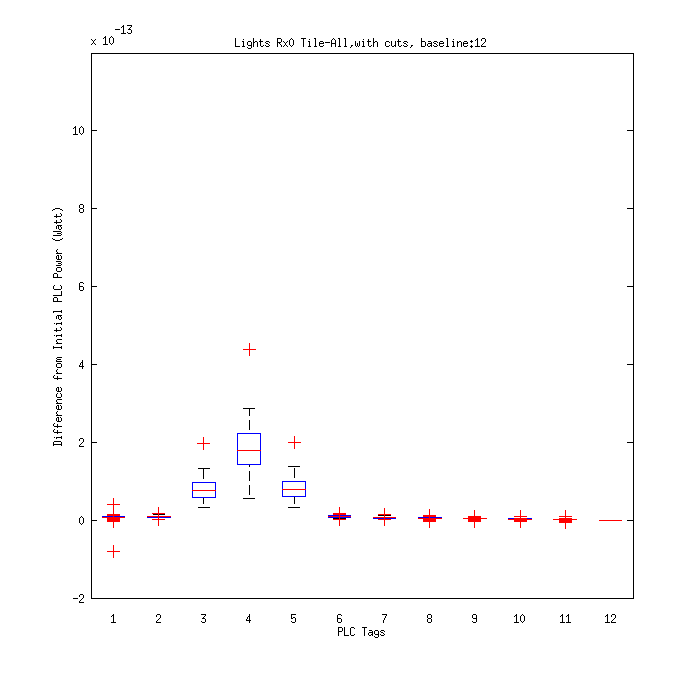 x 10-13
Lights Rx0 Tile-All,with cuts, baseline:12
10
8
6
4
2
0
-2
Difference from Initial PLC Power (Watt)
1 2 3 4 5 6 7 8 9 10 11 12
PLC Tags